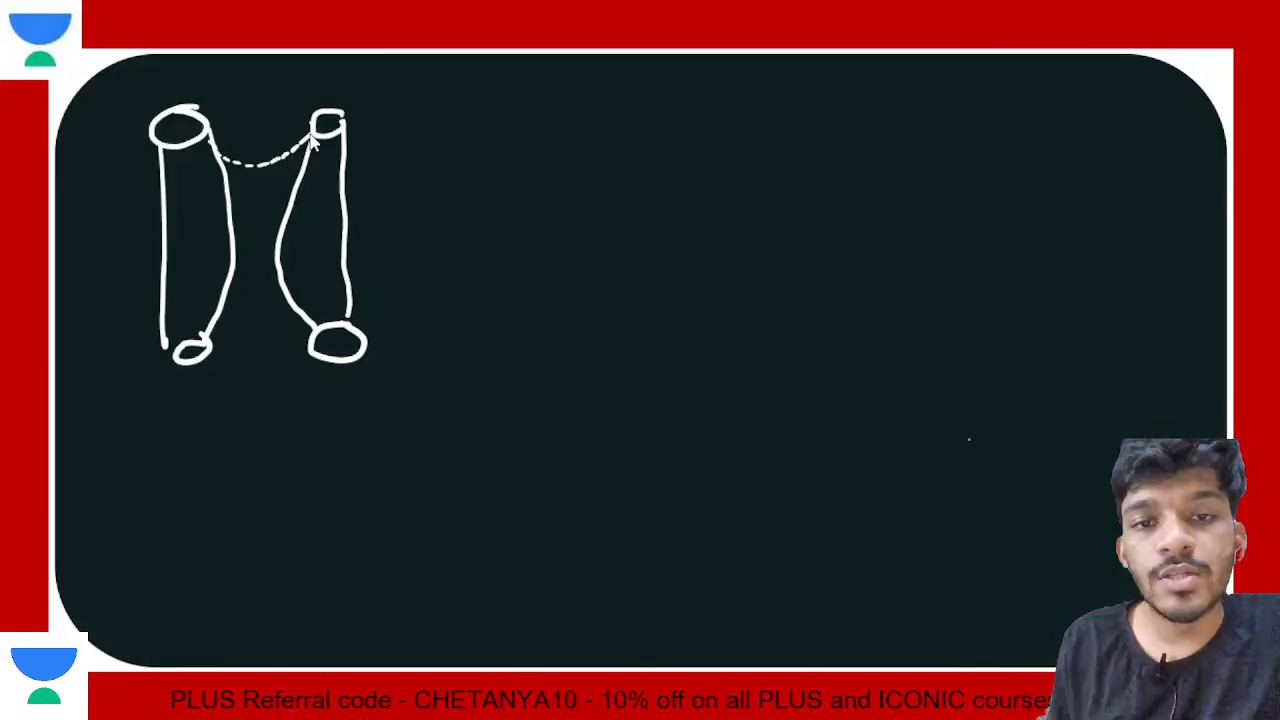 PLUS Referral code - CHETANYA10 - 10% off on all PLUS and ICONIC courses